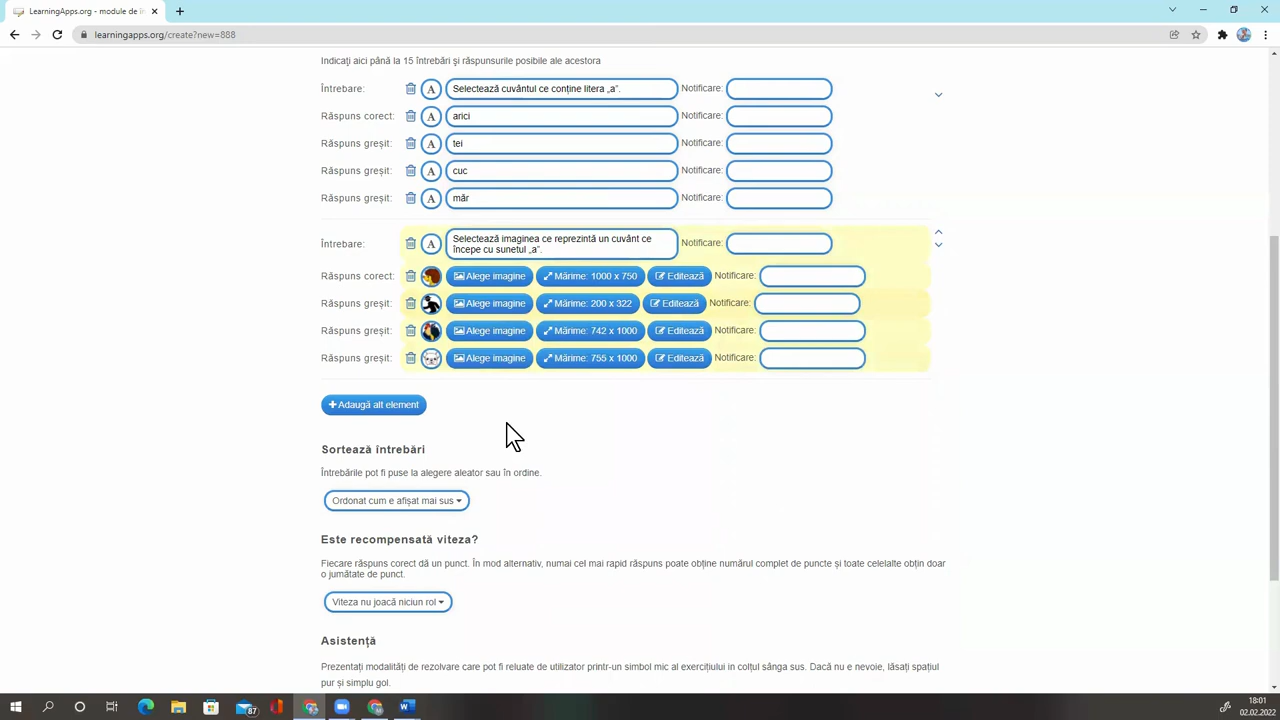 LearningApps.org - module de în
learningapps.org/create?new=888
Indicați aici până la 15 întrebări și răspunsurile posibile ale acestora
Întrebare: A Selectează cuvântul ce conține litera „a”. Notificare:
Răspuns corect: A arici Notificare:
Răspuns greșit: A tei Notificare:
Răspuns greșit: A cuc Notificare:
Răspuns greșit: A măr Notificare:
Întrebare: A Selectează imaginea ce reprezintă un cuvânt ce
începe cu sunetul „a”. Notificare:
Răspuns corect: Alege imagine Mărime: 1000 x 750 Editează Notificare:
Răspuns greșit: Alege imagine Mărime: 200 x 322 Editează Notificare:
Răspuns greșit: Alege imagine Mărime: 742 x 1000 Editează Notificare:
Răspuns greșit: Alege imagine Mărime: 755 x 1000 Editează Notificare:
+ Adaugă alt element
Sortează întrebări
Întrebările pot fi puse la alegere aleator sau în ordine.
Ordonat cum e afișat mai sus
Este recompensată viteza?
Fiecare răspuns corect dă un punct. În mod alternativ, numai cel mai rapid răspuns poate obține numărul complet de puncte și toate celelalte obțin doar
o jumătate de punct.
Viteza nu joacă niciun rol
Asistență
Prezentați modalități de rezolvare care pot fi reluate de utilizator printr-un simbol mic al exercițiului în colțul sânga sus. Dacă nu e nevoie, lăsați spațiul
pur și simplu gol.
87
18:01
02.02.2022